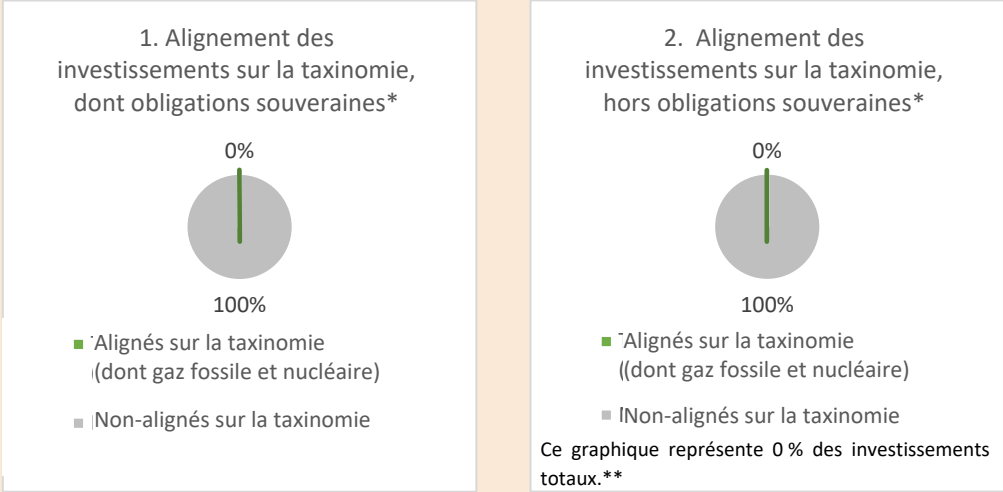 1. Alignement des
investissements sur la taxinomie,
dont obligations souveraines*
0%
100%
Alignés sur la taxinomie
(dont gaz fossile et nucléaire)
Non-alignés sur la taxinomie
2. Alignement des
investissements sur la taxinomie,
hors obligations souveraines*
0%
100%
Alignés sur la taxinomie
((dont gaz fossile et nucléaire)
Non-alignés sur la taxinomie
Ce graphique représente 0 % des investissements
totaux.**